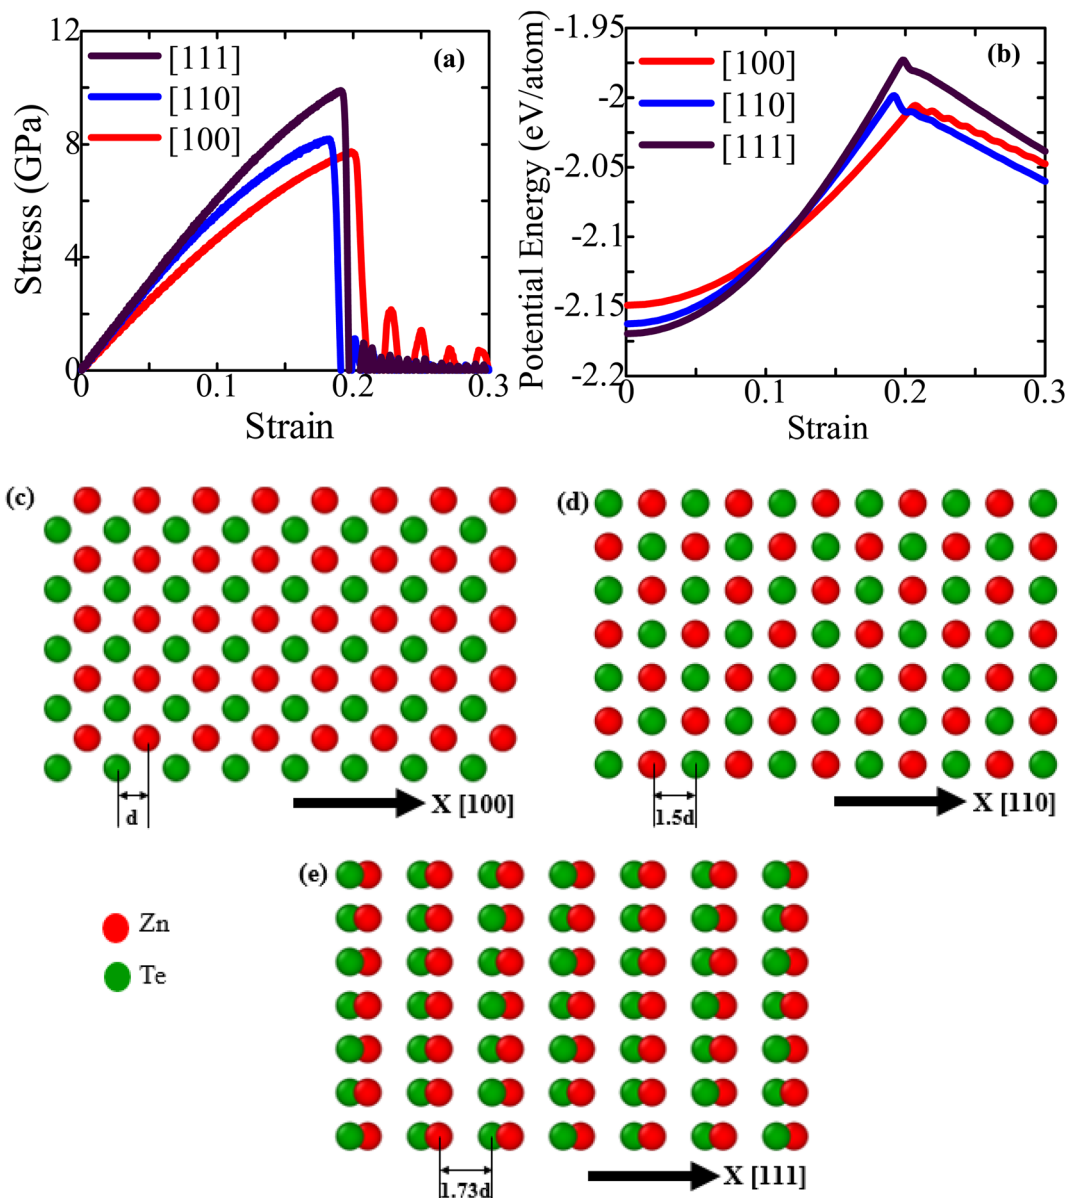 12
8
4
0
Stress (GPa)
[111]
[110]
[100]
(a)
0
0.1
0.2
0.3
Strain
-1.95
-2
-2.05
-2.1
-2.15
-2.2
Potential Energy (eV/atom)
[100]
[110]
[111]
(b)
0
0.1
0.2
0.3
Strain
(c)
d
X [100]
(d)
1.5d
X [110]
(e)
Zn
Te
1.73d
X [111]